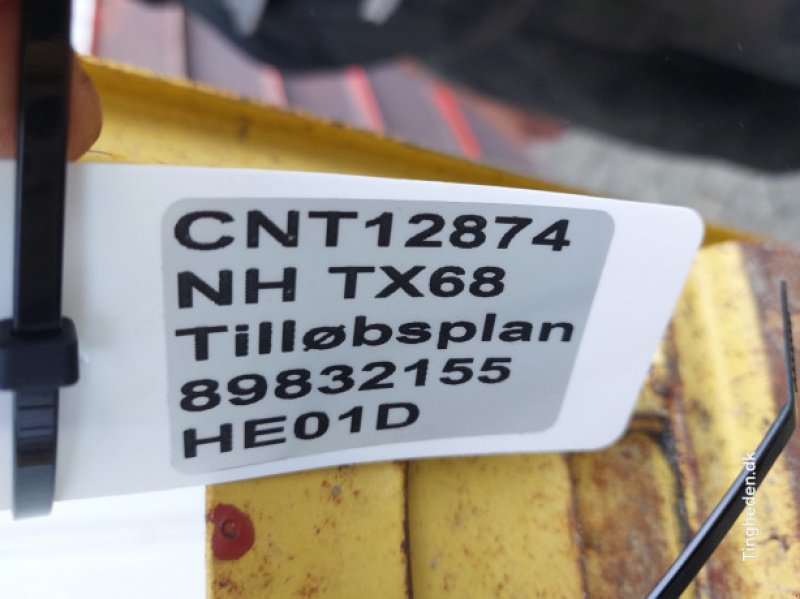 CNT12874
NH TX68
Tilløbsplan
89832155
HE01D
Tingheden.dk